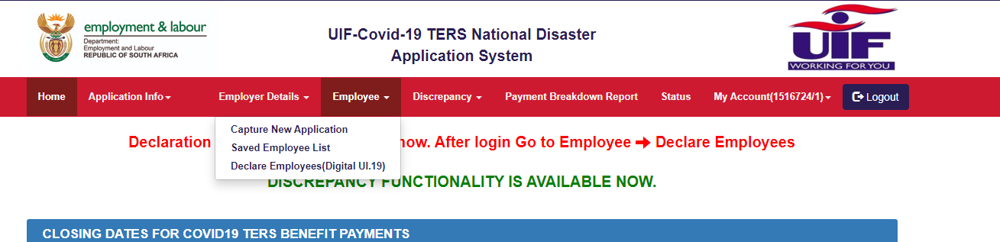 employment & labour
Department:
Employment and Labour
REPUBLIC OF SOUTH AFRICA
UIF-Covid-19 TERS National Disaster
Application System
UIF
WORKING FOR YOU
Home Application Info Employer Details Employee Discrepancy Payment Breakdown Report Status My Account(1516724/1) Logout
Capture New Application
Saved Employee List
Declare Employees(Digital UI.19)
Declaration now. After login Go to Employee ➔ Declare Employees
DISCREPANCY FUNCTIONALITY IS AVAILABLE NOW.
CLOSING DATES FOR COVID19 TERS BENEFIT PAYMENTS